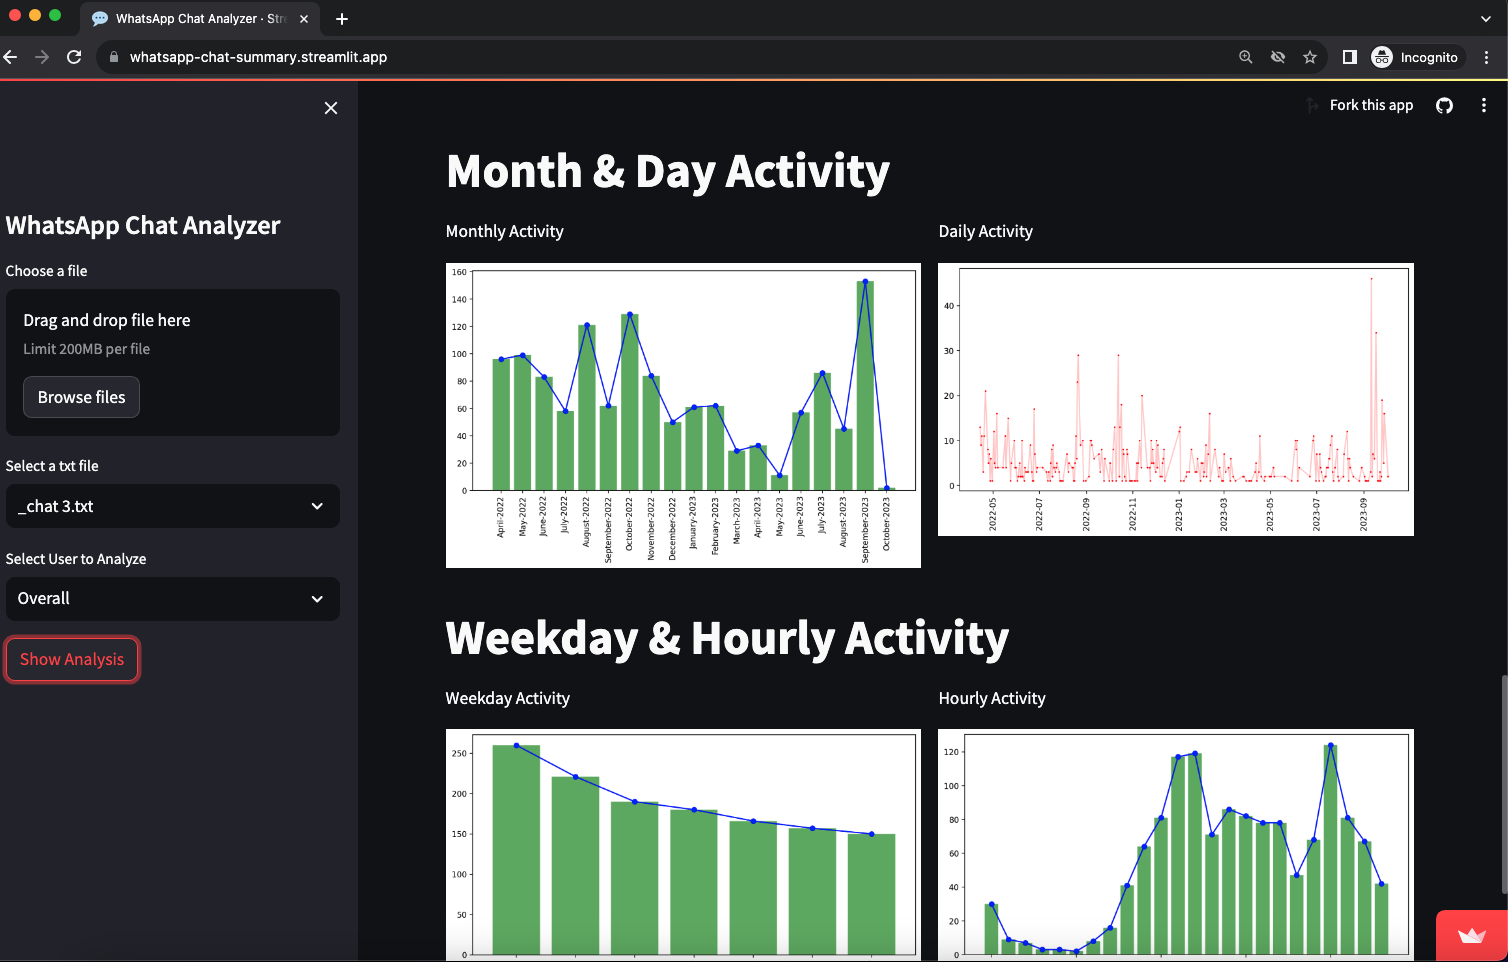 WhatsApp Chat Analyzer · Stre
whatsapp-chat-summary.streamlit.app
Incognito
Fork this app
WhatsApp Chat Analyzer
Choose a file
Drag and drop file here
Limit 200MB per file
Browse files
Select a txt file
_chat 3.txt
Select User to Analyze
Overall
Show Analysis
Month & Day Activity
Monthly Activity
160
140
120
100
80
60
40
20
0
April-2022
May-2022
June-2022
July-2022
August-2022
September-2022
October-2022
November-2022
December-2022
January-2023
February-2023
March-2023
April-2023
May-2023
June-2023
July-2023
August-2023
September-2023
October-2023
Daily Activity
40
30
20
10
0
2022-05
2022-07
2022-09
2022-11
2023-01
2023-03
2023-05
2023-07
2023-09
Weekday & Hourly Activity
Weekday Activity
250
200
150
100
50
0
Hourly Activity
120
100
80
60
40
20
0